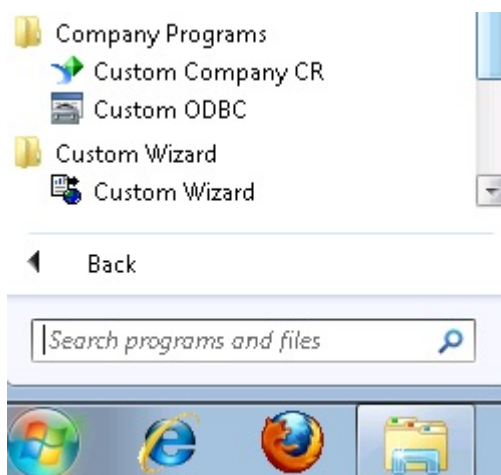 Company Programs
Custom Company CR
Custom ODBC
Custom Wizard
Custom Wizard
Back
Search programs and files